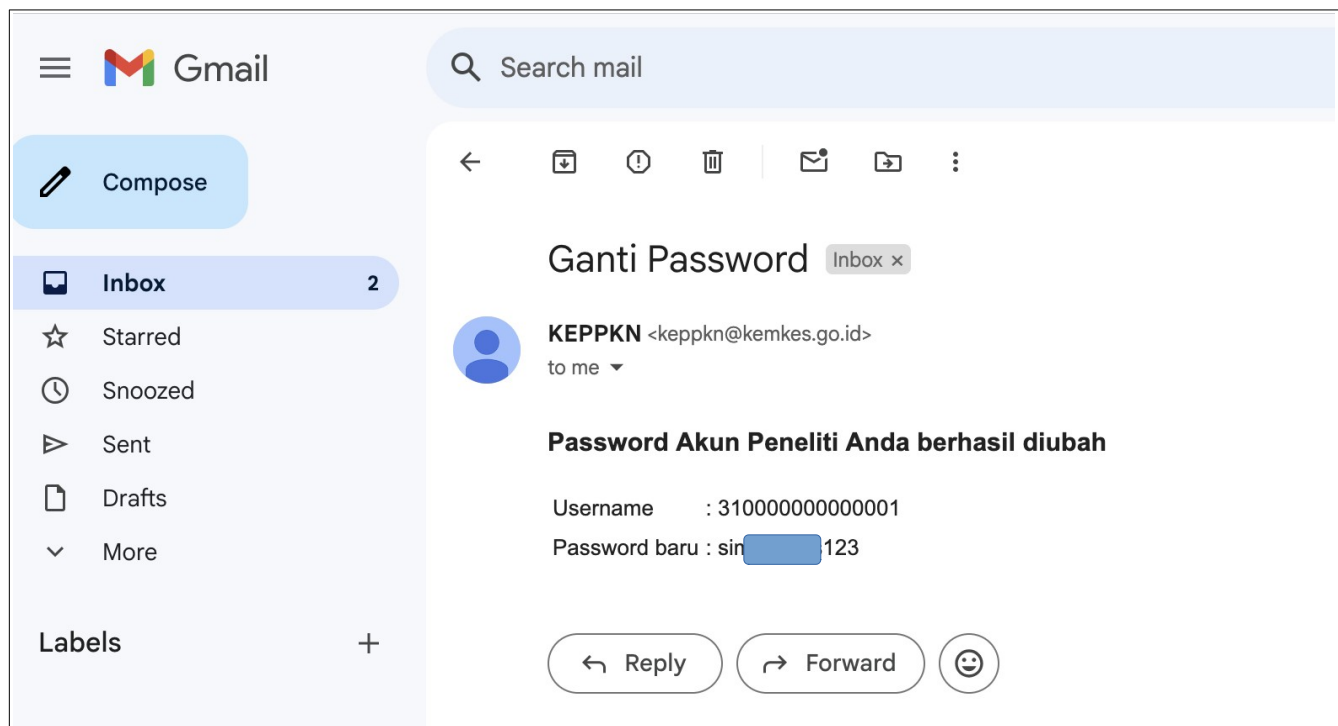 Gmail
Search mail
Compose
Ganti Password Inbox ×
Inbox 2
KEPPKN <keppkn@kemkes.go.id>
Starred
to me
Snoozed
Password Akun Peneliti Anda berhasil diubah
Sent
Drafts
Username : 310000000000001
More
Password baru : 123
Labels +
Reply Forward